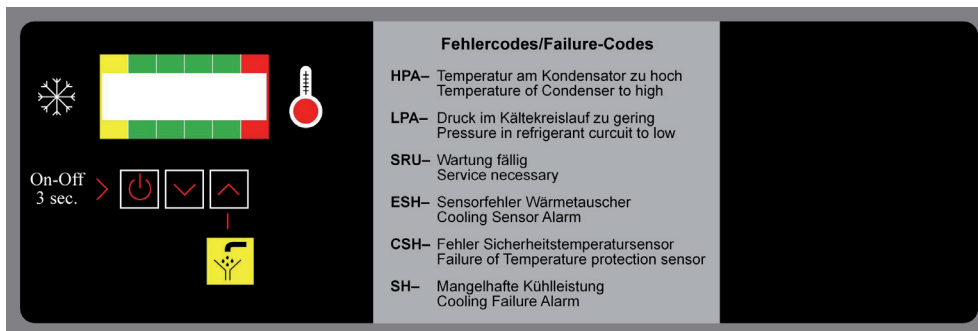 On-Off
3 sec.
Fehlercodes/Failure-Codes
HPA– Temperatur am Kondensator zu hoch
Temperature of Condenser to high
LPA– Druck im Kältekreislauf zu gering
Pressure in refrigerant curcuit to low
SRU– Wartung fällig
Service necessary
ESH– Sensorfehler Wärmetauscher
Cooling Sensor Alarm
CSH– Fehler Sicherheitstemperatursensor
Failure of Temperature protection sensor
SH– Mangelhafte Kühlleistung
Cooling Failure Alarm